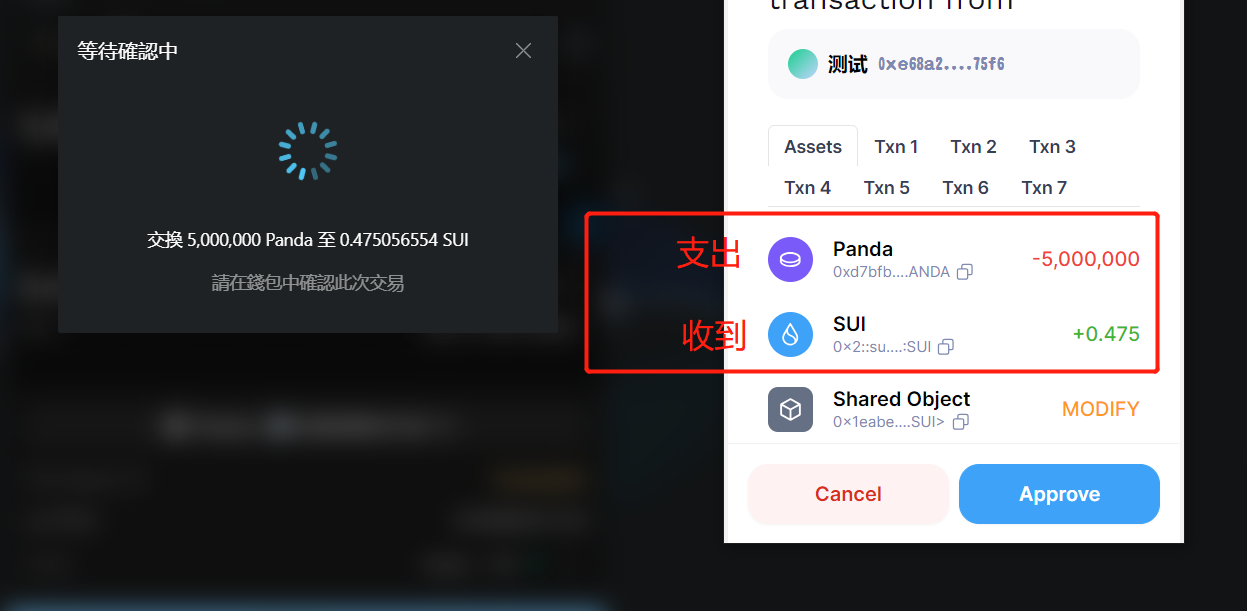 等待確認中
交換 5,000,000 Panda 至 0.475056554 SUI
請在錢包中確認此次交易
transaction from
测试 0xe68a2....75f6
Assets Txn 1 Txn 2 Txn 3
Txn 4 Txn 5 Txn 6 Txn 7
支出
Panda -5,000,000
0xd7bfb....ANDA
收到
SUI +0.475
0x2::su....:SUI
Shared Object MODIFY
0x1eabe....SUI>
Cancel Approve